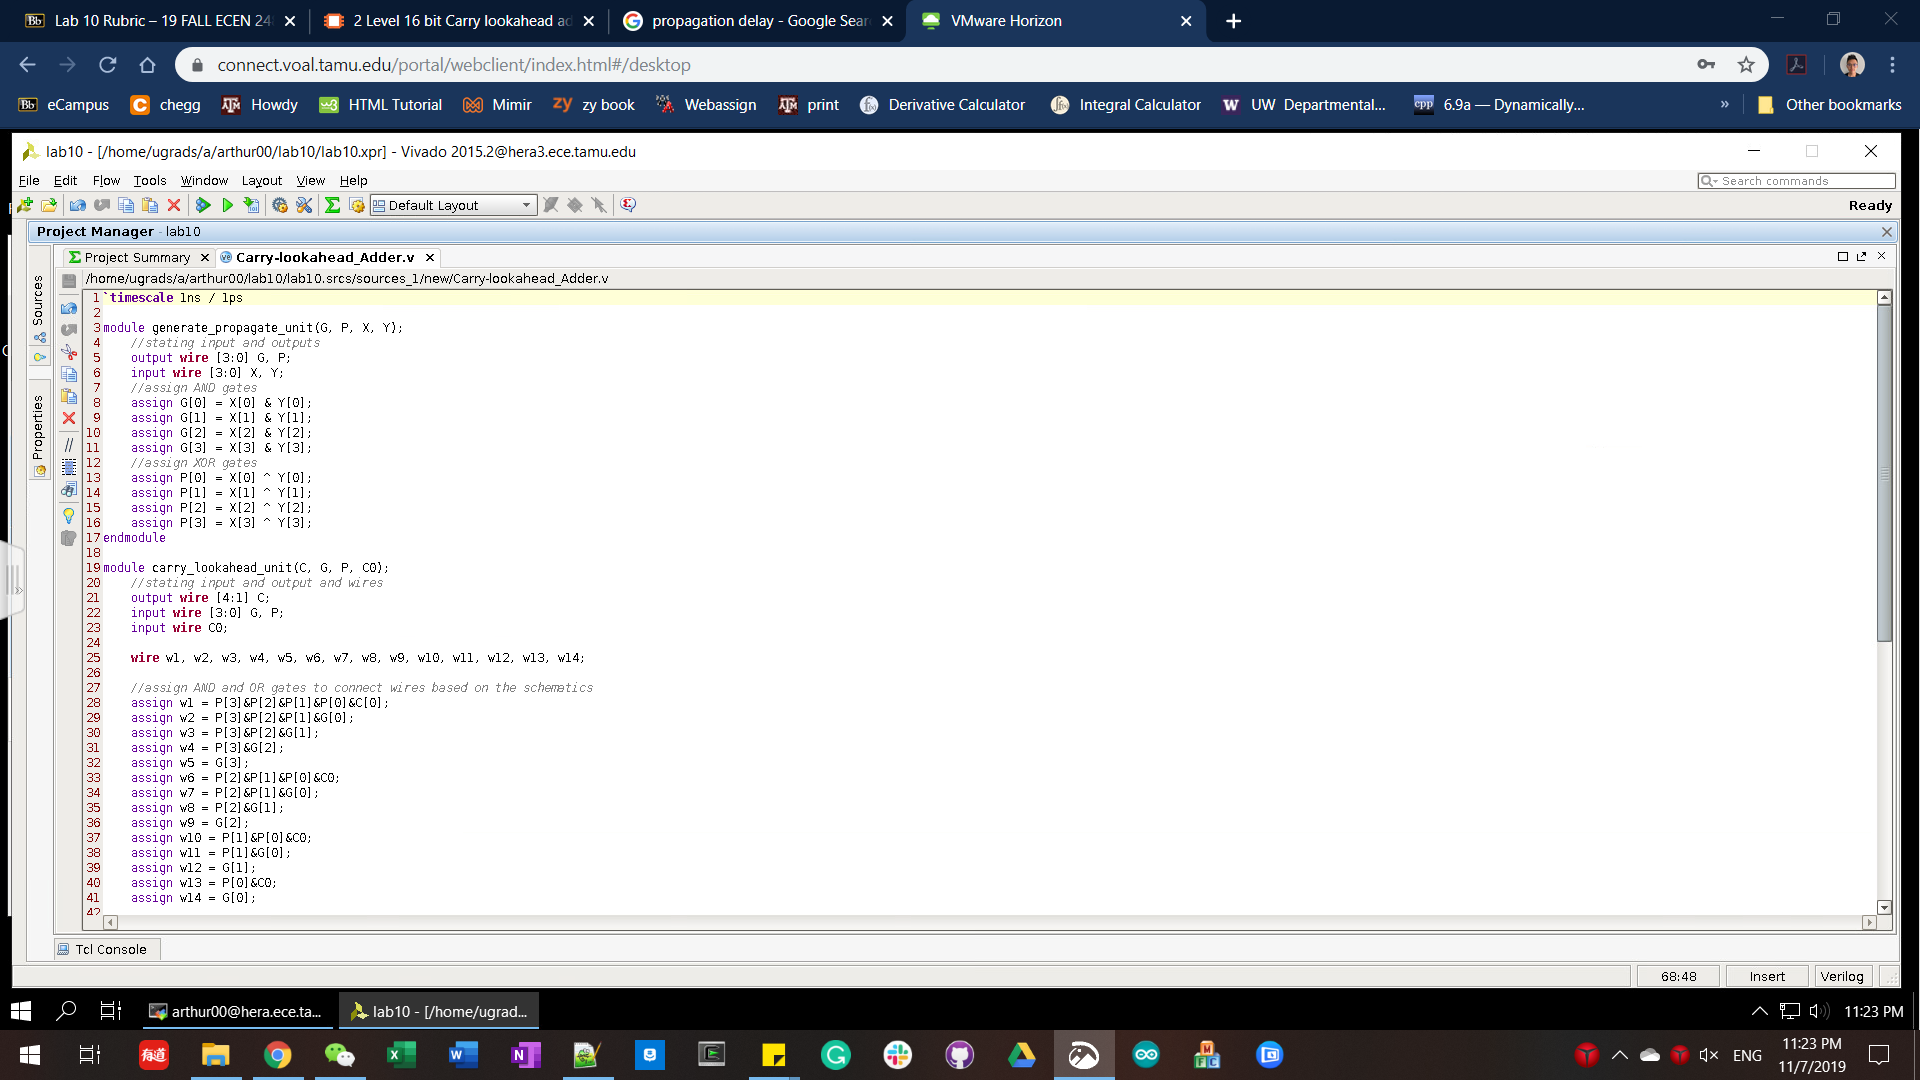 Lab 10 Rubric – 19 FALL ECEN 24
2 Level 16 bit Carry lookahead ad
propagation delay - Google Sear
VMware Horizon
connect.voal.tamu.edu/portal/webclient/index.html#/desktop
eCampus
chegg
Howdy
HTML Tutorial
Mimir
zy book
Webassign
print
Derivative Calculator
Integral Calculator
UW Departmental...
6.9a — Dynamically,...
»
Other bookmarks
lab10 - [/home/ugrads/a/arthur00/lab10/lab10.xpr] - Vivado 2015.2@hera3.ece.tamu.edu
File Edit Flow Tools Window Layout View Help
Search commands
Default Layout
Ready
Project Manager - lab10
Project Summary
Carry-lookahead_Adder.v
/home/ugrads/a/arthur00/lab10/lab10.srcs/sources_1/new/Carry-lookahead_Adder.v
Sources
Properties
1 `timescale 1ns / 1ps
2
3 module generate_propagate_unit(G, P, X, Y);
4 //stating input and outputs
5 output wire [3:0] G, P;
6 input wire [3:0] X, Y;
7 //assign AND gates
8 assign G[0] = X[0] & Y[0];
9 assign G[1] = X[1] & Y[1];
10 assign G[2] = X[2] & Y[2];
11 assign G[3] = X[3] & Y[3];
12 //assign XOR gates
13 assign P[0] = X[0] ^ Y[0];
14 assign P[1] = X[1] ^ Y[1];
15 assign P[2] = X[2] ^ Y[2];
16 assign P[3] = X[3] ^ Y[3];
17 endmodule
18
19 module carry_lookahead_unit(C, G, P, C0);
20 //stating input and output and wires
21 output wire [4:1] C;
22 input wire [3:0] G, P;
23 input wire C0;
24
25 wire w1, w2, w3, w4, w5, w6, w7, w8, w9, w10, w11, w12, w13, w14;
26
27 //assign AND and OR gates to connect wires based on the schematics
28 assign w1 = P[3]&P[2]&P[1]&P[0]&C[0];
29 assign w2 = P[3]&P[2]&P[1]&G[0];
30 assign w3 = P[3]&P[2]&G[1];
31 assign w4 = P[3]&G[2];
32 assign w5 = G[3];
33 assign w6 = P[2]&P[1]&P[0]&C0;
34 assign w7 = P[2]&P[1]&G[0];
35 assign w8 = P[2]&G[1];
36 assign w9 = G[2];
37 assign w10 = P[1]&P[0]&C0;
38 assign w11 = P[1]&G[0];
39 assign w12 = G[1];
40 assign w13 = P[0]&C0;
41 assign w14 = G[0];
42
Tcl Console
68:48
Insert
Verilog
arthur00@hera.ece.ta...
lab10 - [/home/ugrad...
11:23 PM
有道
ENG
11:23 PM
11/7/2019